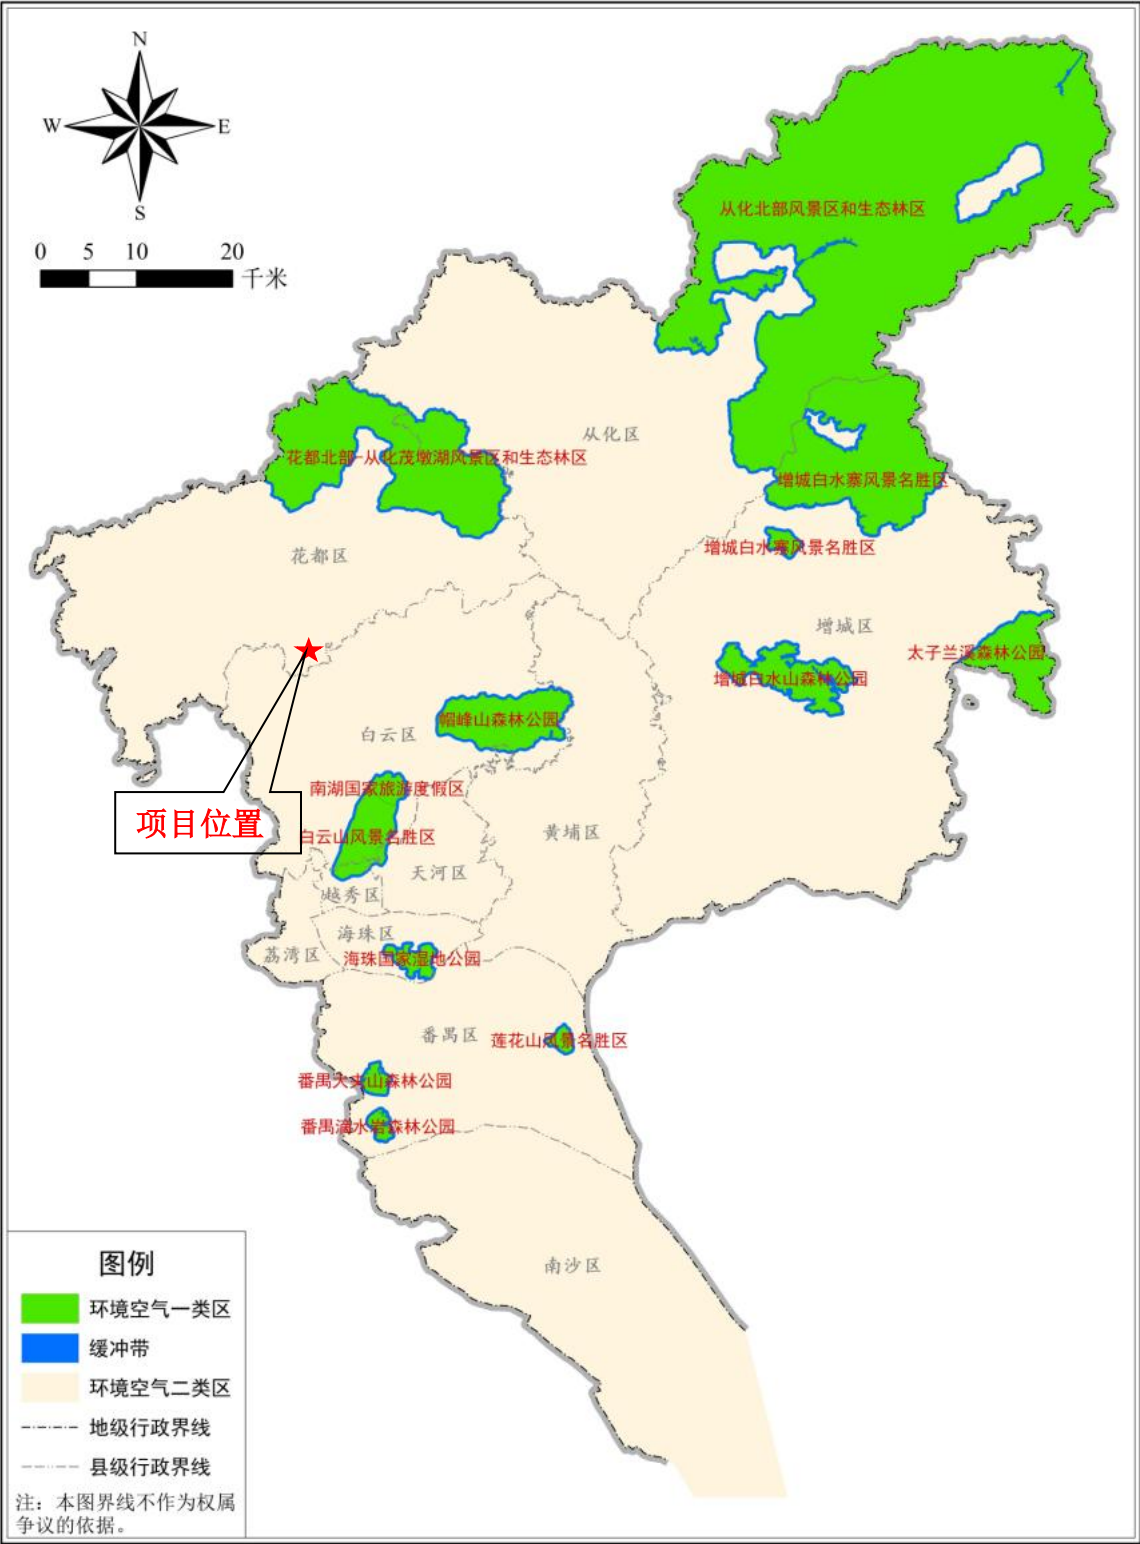 N
W
E
S
0 5 10 20
千米
从化北部风景区和生态林区
从化区
花都北部-从化茂墩湖风景区和生态林区
增城白水寨风景名胜区
增城白水寨风景名胜区
花都区
增城区
太子兰溪森林公园
增城白水山森林公园
帽峰山森林公园
白云区
南湖国家旅游度假区
项目位置
白云山风景名胜区
黄埔区
天河区
越秀区
海珠区
荔湾区
海珠国家湿地公园
番禺区
莲花山风景名胜区
番禺大夫山森林公园
番禺滴水岩森林公园
南沙区
图例
环境空气一类区
缓冲带
环境空气二类区
地级行政界线
县级行政界线
注：本图界线不作为权属
争议的依据。